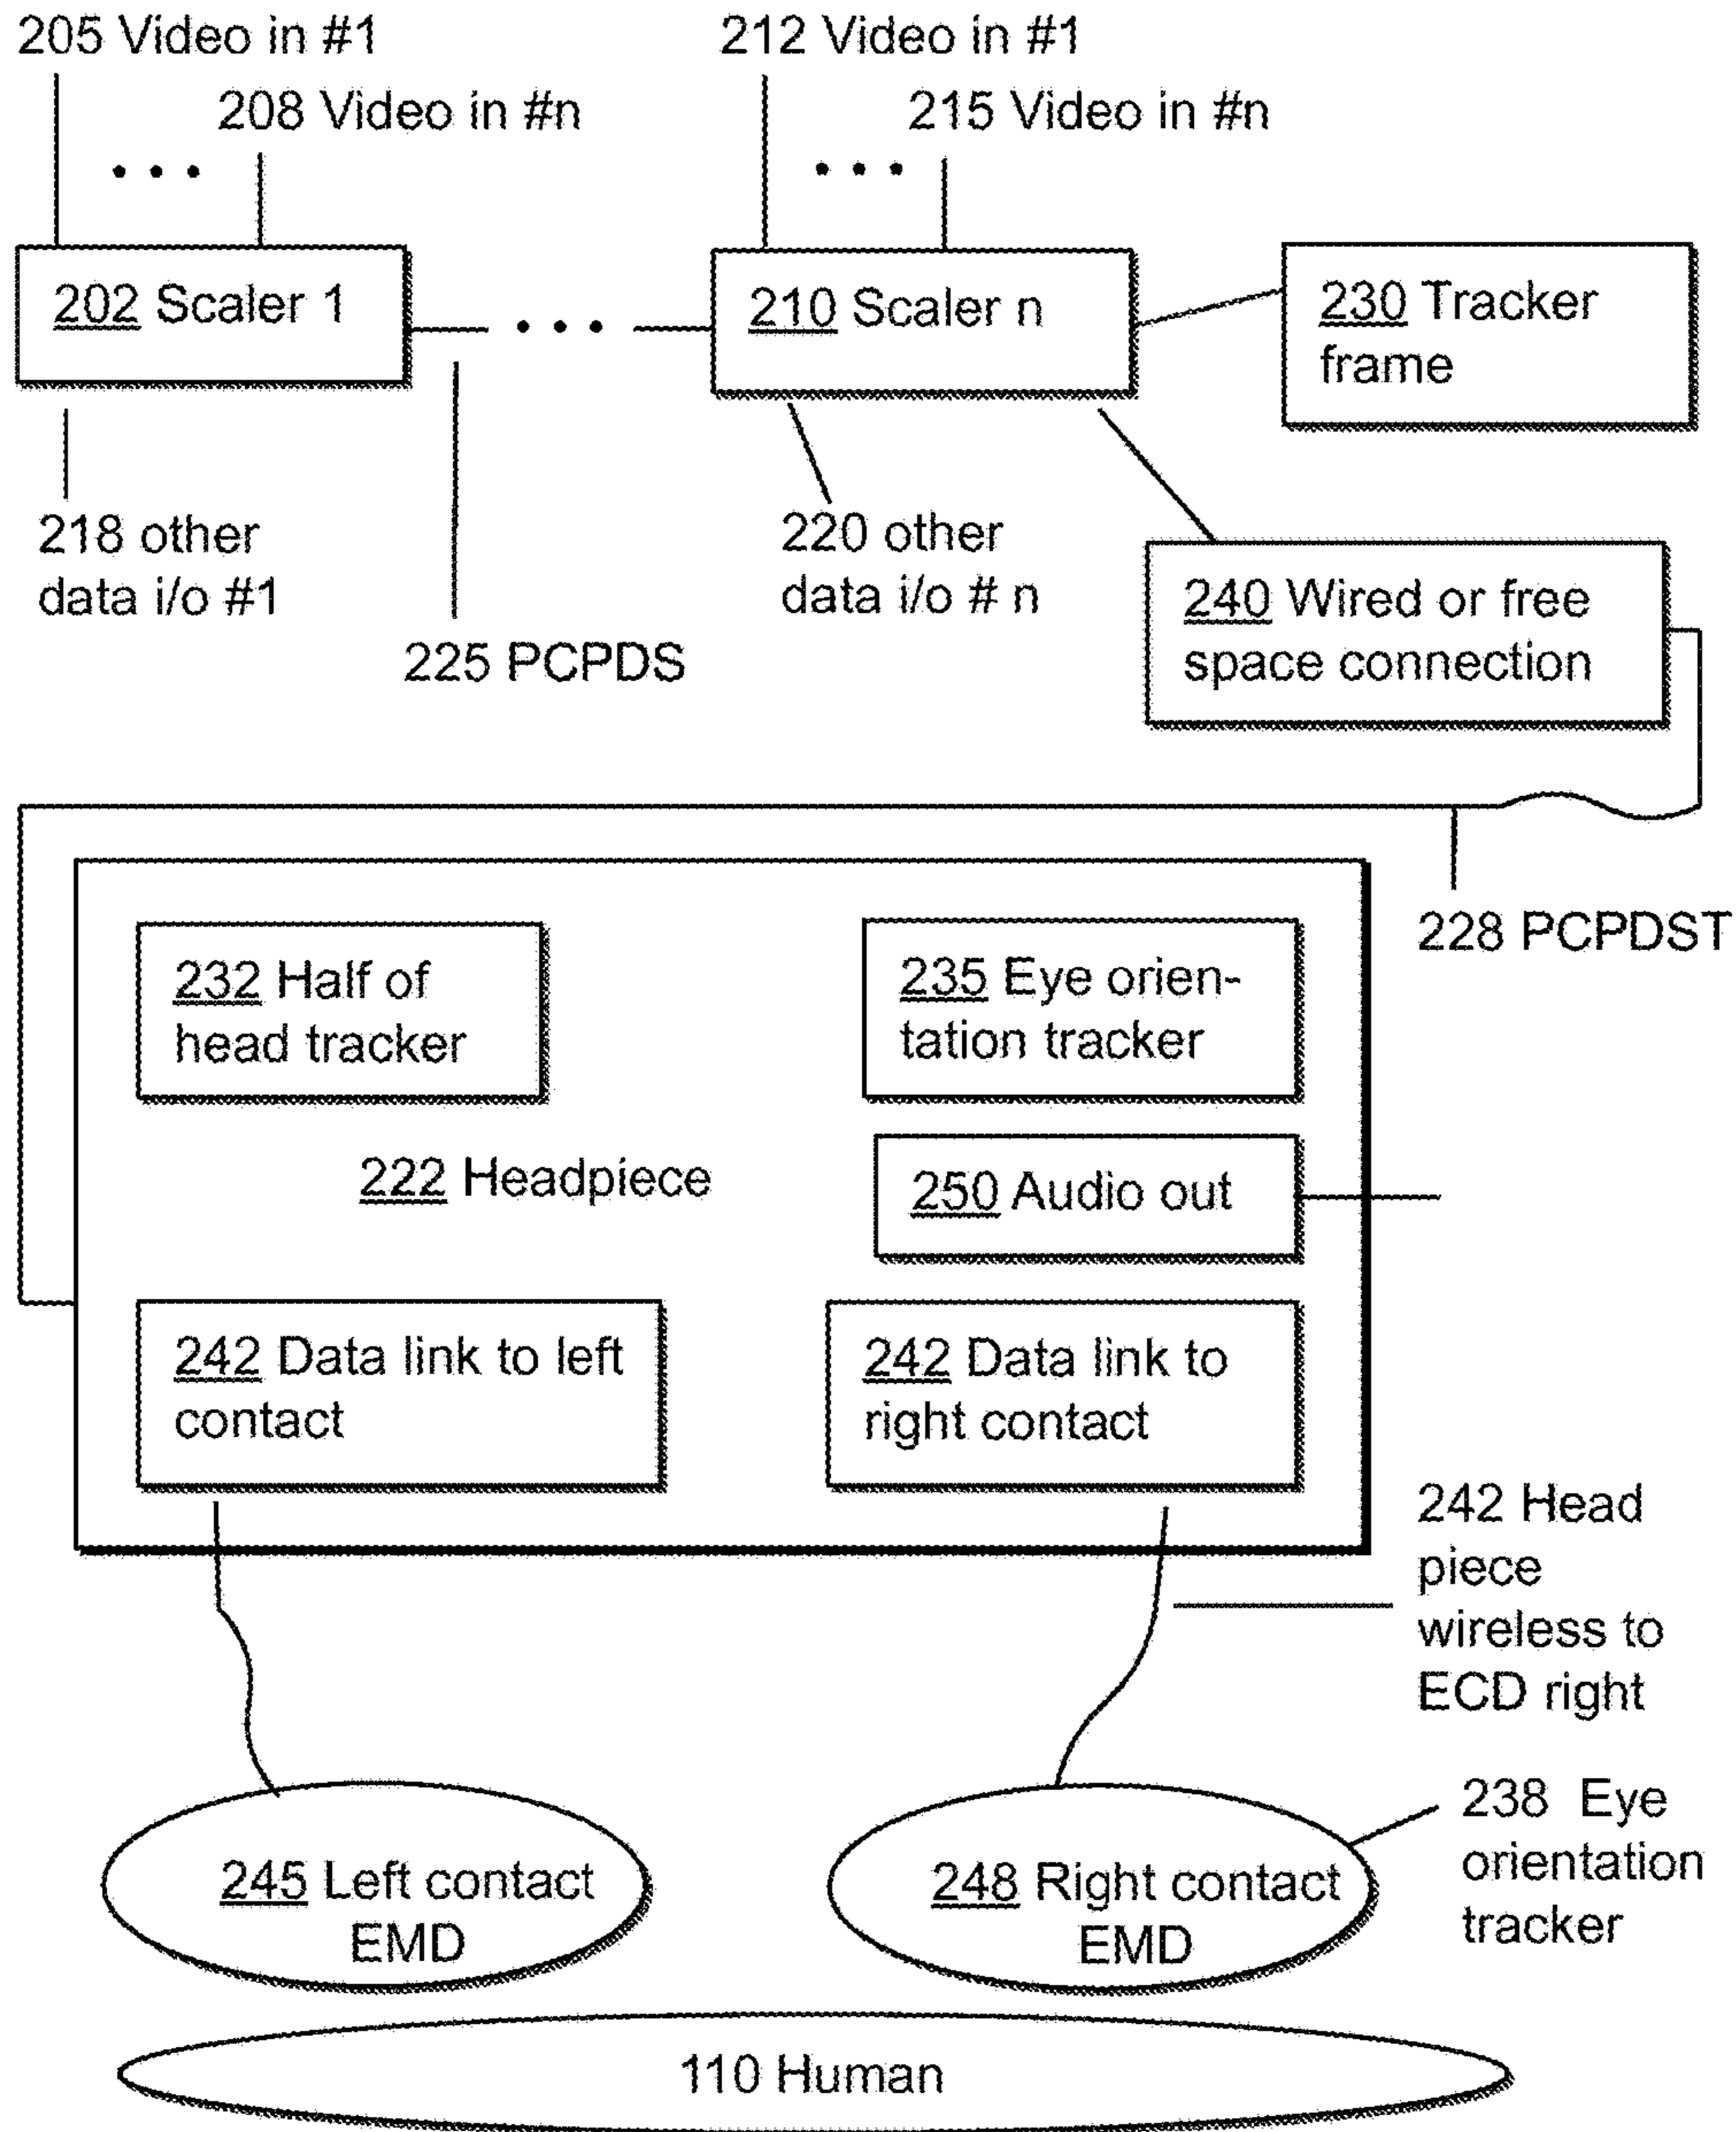 205 Video in #1
212 Video in #1
208 Video in #n
215 Video in #n
202 Scaler 1
210 Scaler n
230 Tracker
frame
218 other
data i/o #1
220 other
data i/o # n
225 PCPDS
240 Wired or free
space connection
228 PCPDST
232 Half of
head tracker
235 Eye orien-
tation tracker
222 Headpiece
250 Audio out
242 Data link to left
contact
242 Data link to
right contact
242 Head
piece
wireless to
ECD right
245 Left contact
EMD
248 Right contact
EMD
238 Eye
orientation
tracker
110 Human